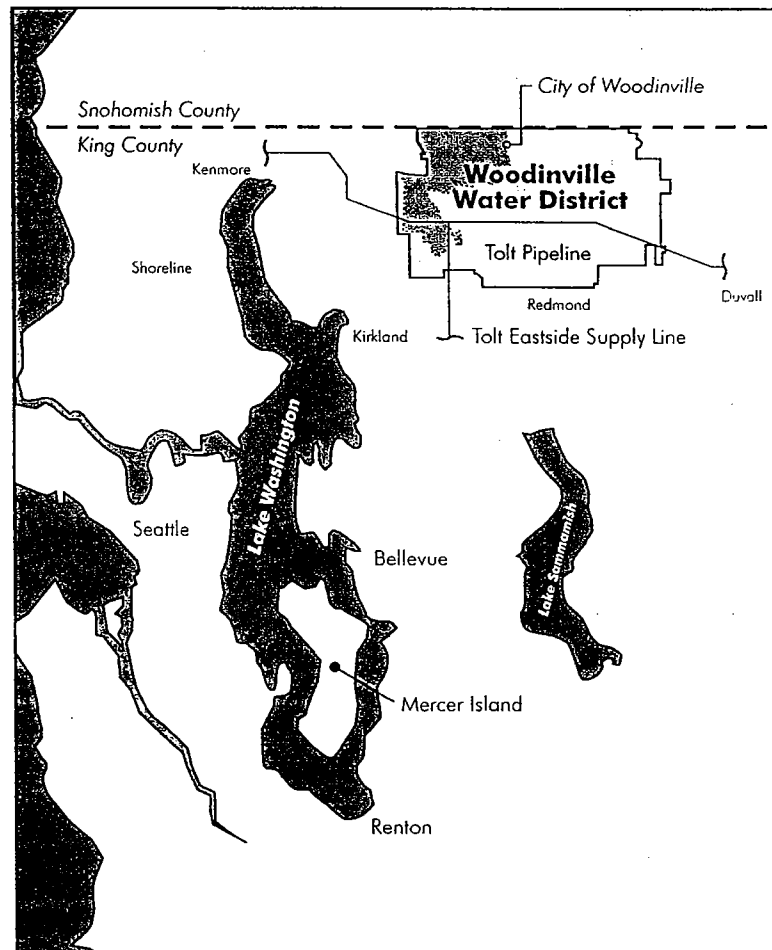 City of Woodinville
Snohomish County
King County
Kenmore
Woodinville
Water District
Shoreline
Tolt Pipeline
Duvall
Redmond
Kirkland
Tolt Eastside Supply Line
Lake Washington
Seattle
Bellevue
Lake Sammamish
Mercer Island
Renton